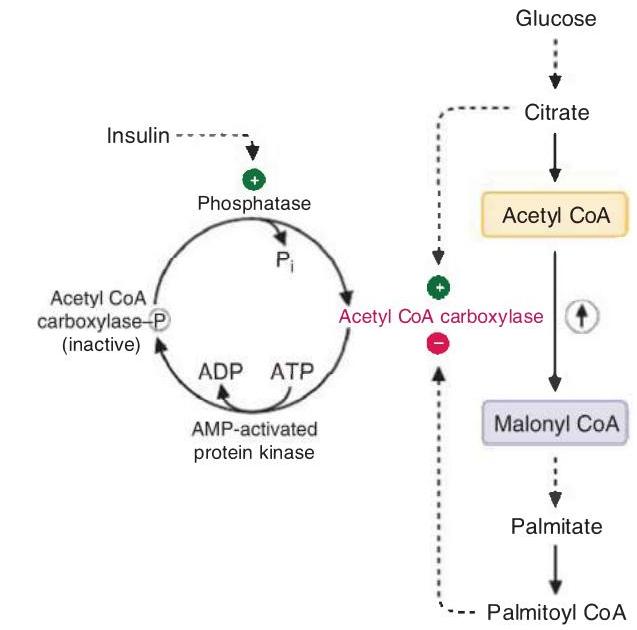 Glucose
Citrate
Insulin
+
Phosphatase
Acetyl CoA
Pi
+
Acetyl CoA
carboxylase–P
(inactive)
Acetyl CoA carboxylase
−
ADP
ATP
AMP-activated
protein kinase
Malonyl CoA
Palmitate
Palmitoyl CoA